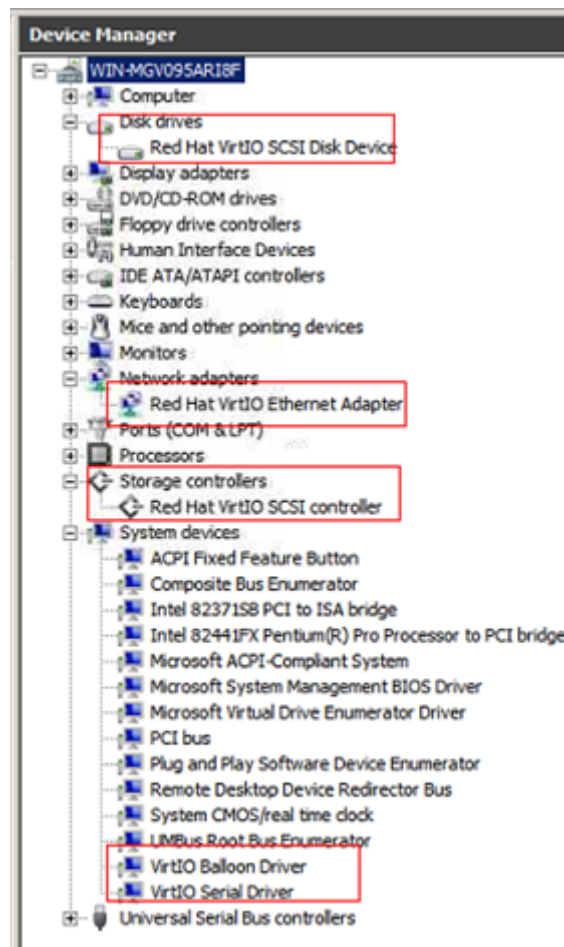 Device Manager
WIN-MGV095ARI8F
Computer
Disk drives
Red Hat VirtIO SCSI Disk Device
Display adapters
DVD/CD-ROM drives
Floppy drive controllers
Human Interface Devices
IDE ATA/ATAPI controllers
Keyboards
Mice and other pointing devices
Monitors
Network adapters
Red Hat VirtIO Ethernet Adapter
Ports (COM & LPT)
Processors
Storage controllers
Red Hat VirtIO SCSI controller
System devices
ACPI Fixed Feature Button
Composite Bus Enumerator
Intel 82371SB PCI to ISA bridge
Intel 82441FX Pentium(R) Pro Processor to PCI bridge
Microsoft ACPI-Compliant System
Microsoft System Management BIOS Driver
Microsoft Virtual Drive Enumerator Driver
PCI bus
Plug and Play Software Device Enumerator
Remote Desktop Device Redirector Bus
System CMOS/real time clock
UMBus Root Bus Enumerator
VirtIO Balloon Driver
VirtIO Serial Driver
Universal Serial Bus controllers